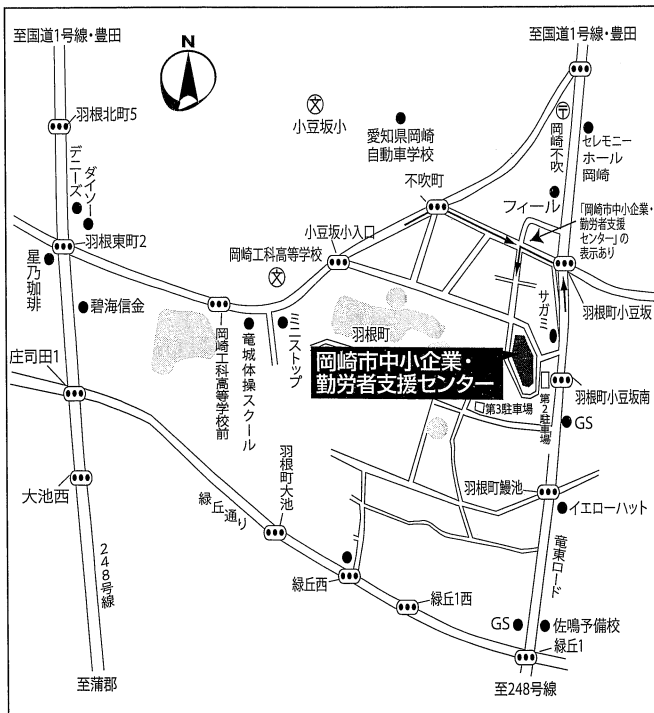 至国道1号線・豊田
至国道1号線・豊田
N
小豆坂小
愛知県岡崎
自動車学校
岡崎不吹
セレモニー
ホール
岡崎
羽根北町5
デニーズ
ダイソー
不吹町
フィール
「岡崎市中小企業・
勤労者支援
センター」の
表示あり
小豆坂小入口
岡崎工科高等学校
羽根東町2
星乃珈琲
碧海信金
羽根町小豆坂
サガミ
岡崎工科高等学校前
竜城体操スクール
ミニストップ
羽根町
岡崎市中小企業・
勤労者支援センター
庄司田1
第3駐車場
第2駐車場
羽根町小豆坂南
GS
大池西
緑丘通り
羽根町大池
羽根町鰻池
イエローハット
竜東ロード
248号線
緑丘西
緑丘1西
GS
佐鳴予備校
緑丘1
至蒲郡
至248号線